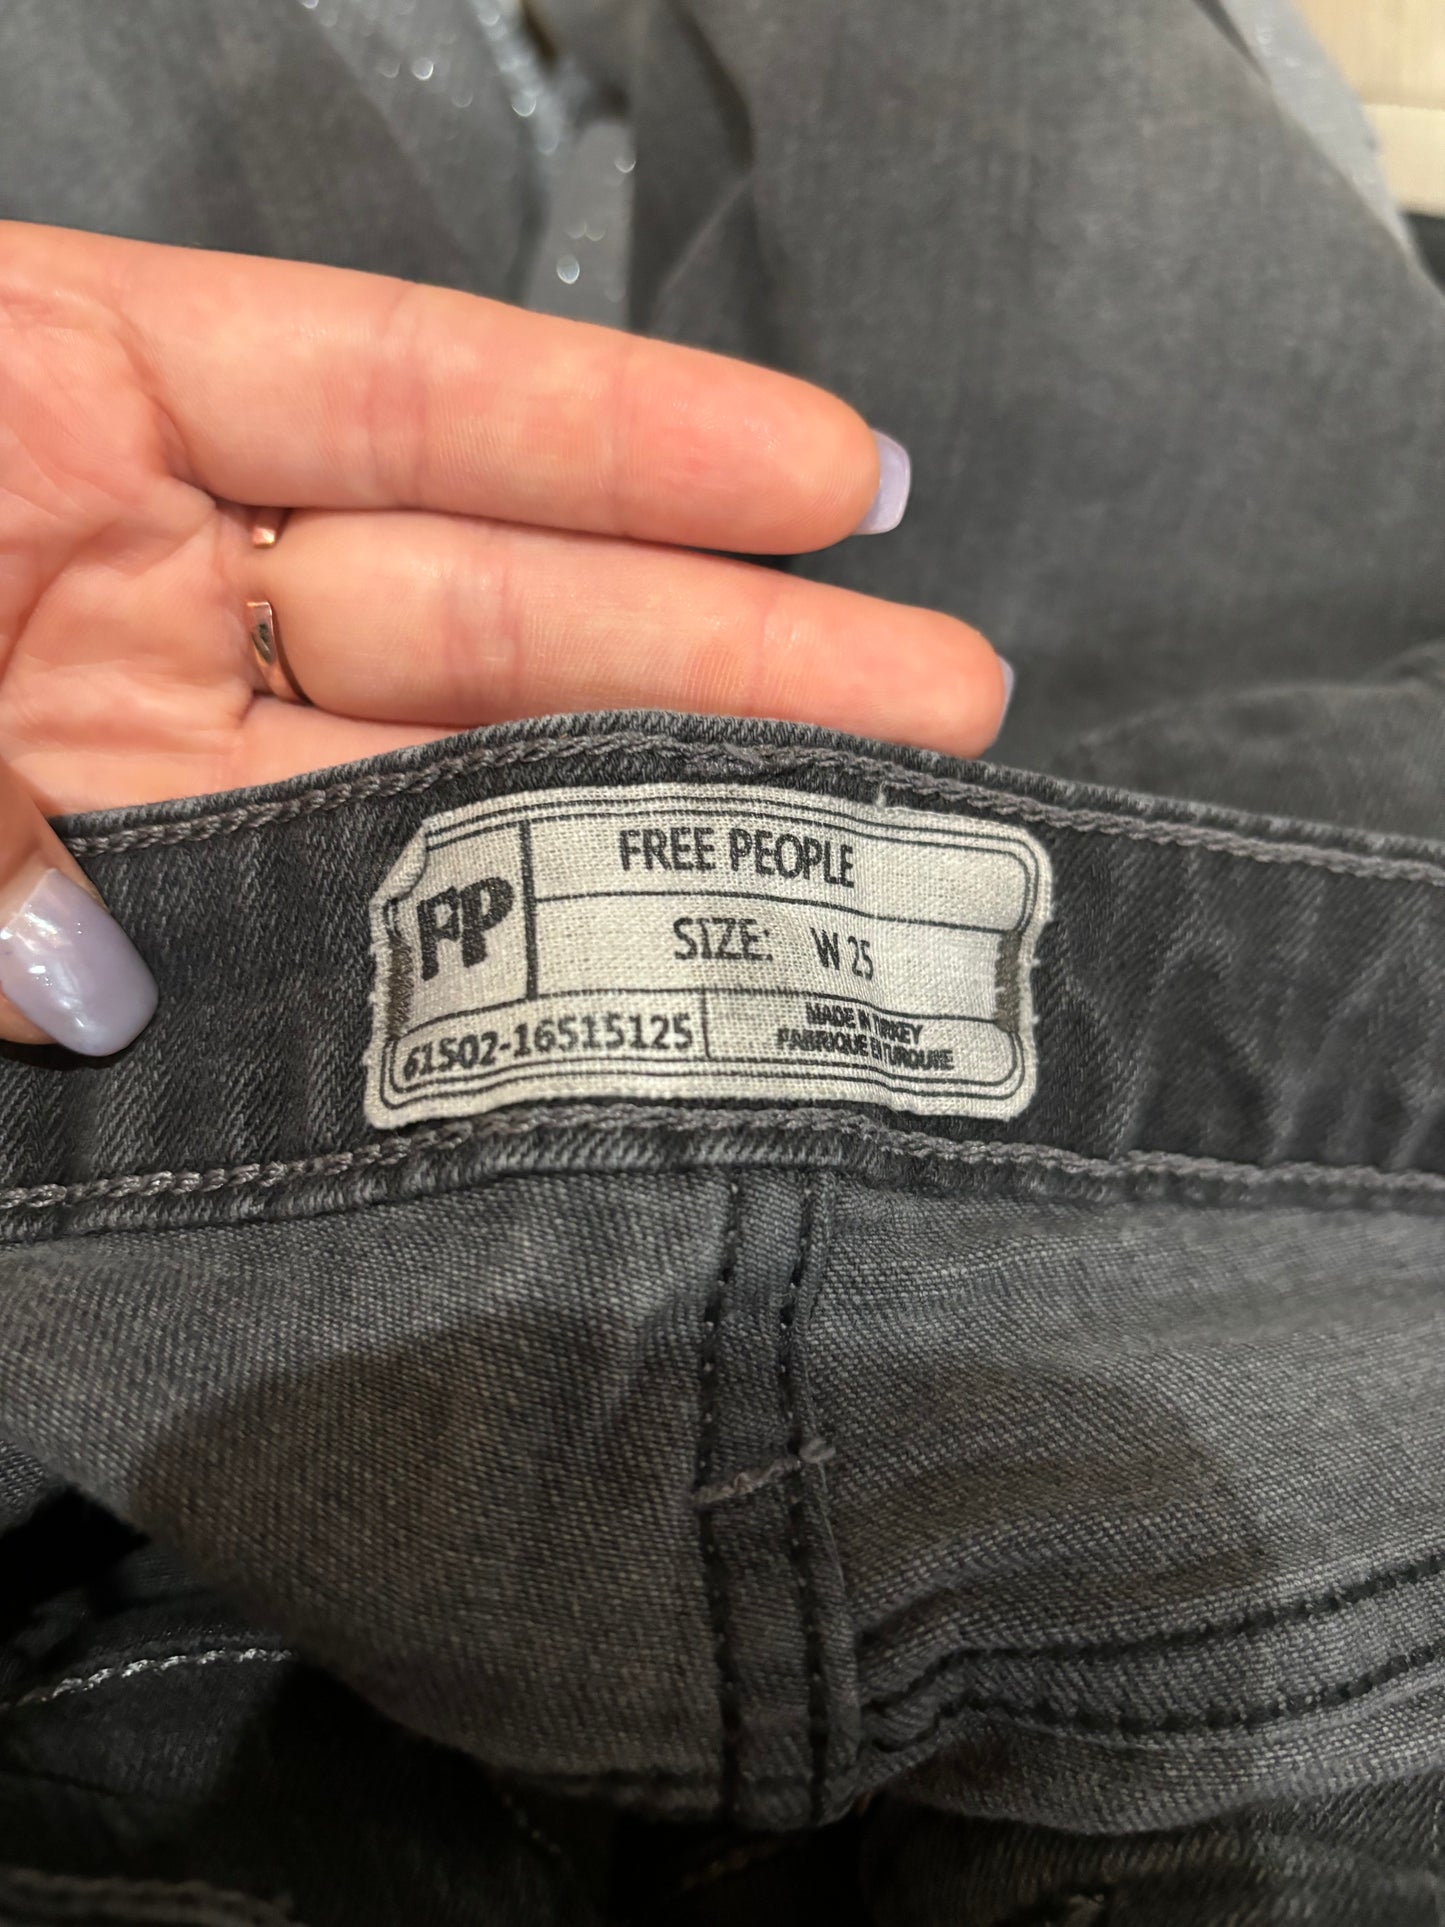 FP
FREE PEOPLE
SIZE: W 25
61502-16515125
MADE IN TURKEY
FABRIQUE EN TURQUIE